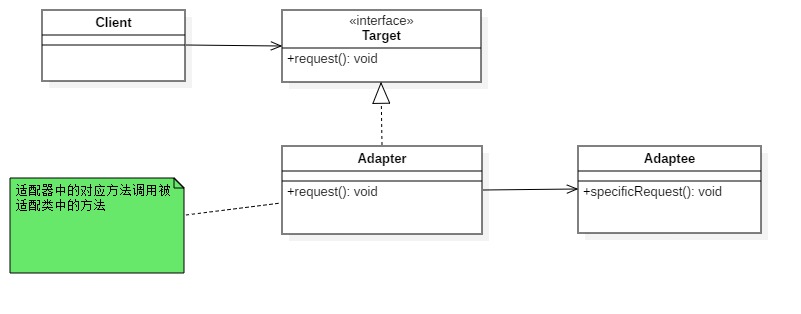 Client
«interface»
Target
+request(): void
Adapter
+request(): void
Adaptee
+specificRequest(): void
适配器中的对应方法调用被
适配类中的方法